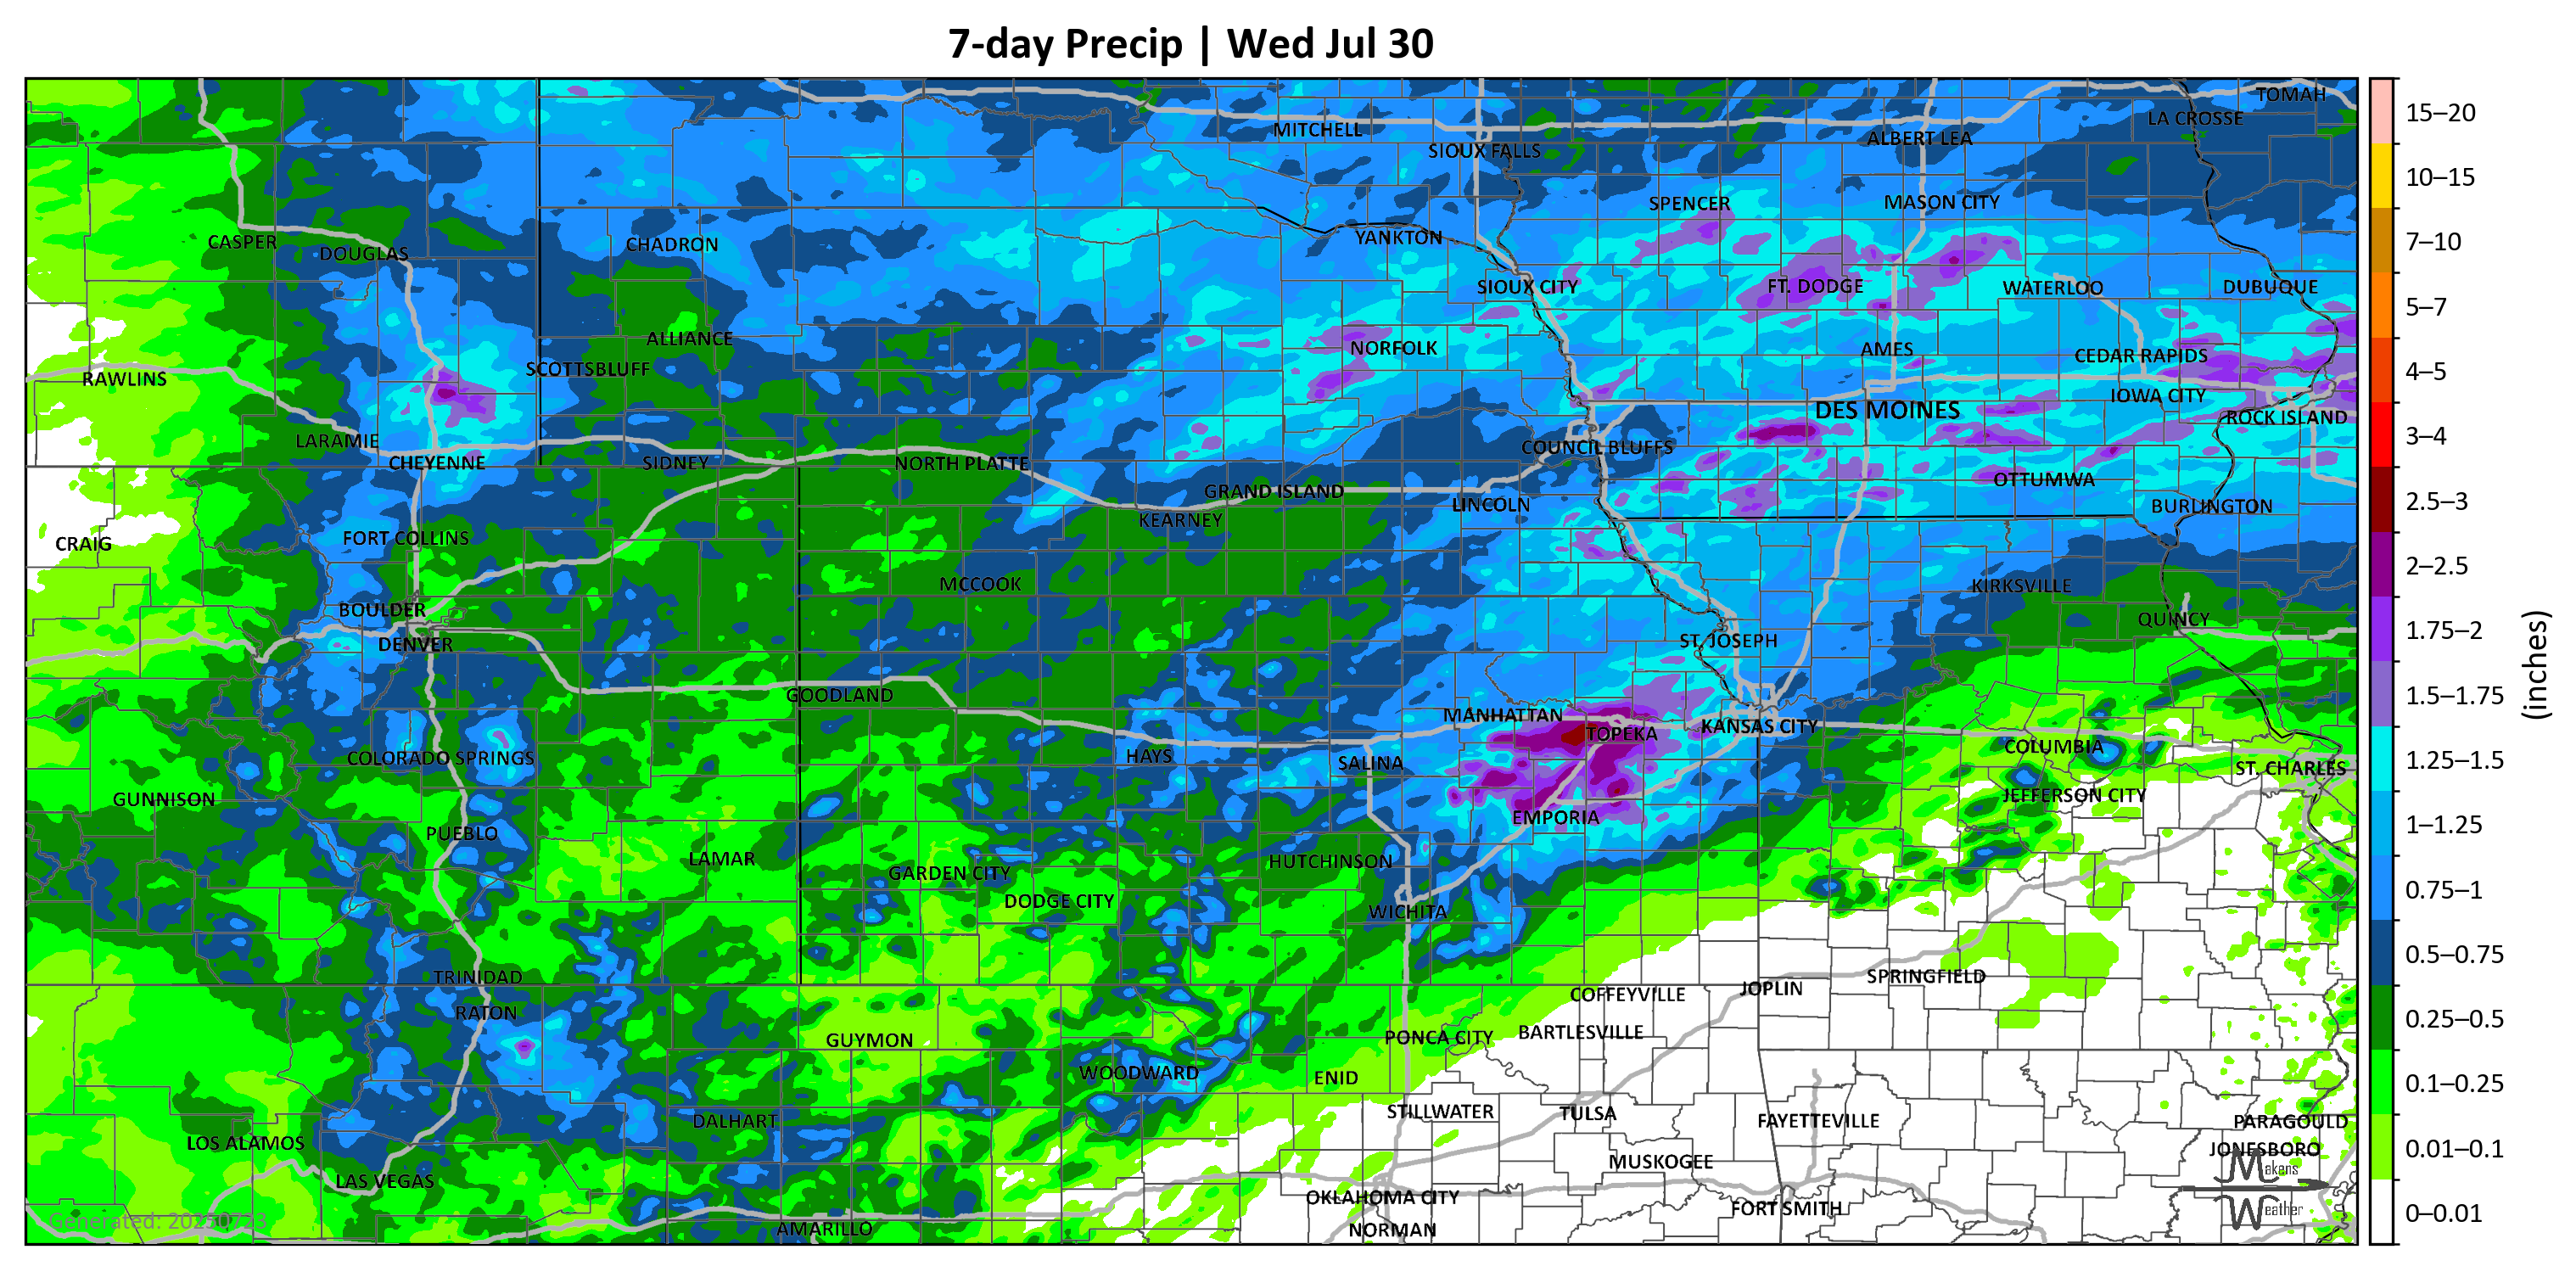 7-day Precip | Wed Jul 30
TOMAH
LA CROSSE
MITCHELL
ALBERT LEA
SIOUX FALLS
SPENCER
MASON CITY
YANKTON
CASPER
CHADRON
DOUGLAS
SIOUX CITY
FT. DODGE
WATERLOO
DUBUQUE
ALLIANCE
NORFOLK
AMES
CEDAR RAPIDS
SCOTTSBLUFF
RAWLINS
IOWA CITY
DES MOINES
ROCK ISLAND
LARAMIE
COUNCIL BLUFFS
CHEYENNE
SIDNEY
NORTH PLATTE
OTTUMWA
GRAND ISLAND
LINCOLN
BURLINGTON
KEARNEY
CRAIG
FORT COLLINS
MCCOOK
KIRKSVILLE
BOULDER
QUINCY
DENVER
ST. JOSEPH
GOODLAND
MANHATTAN
KANSAS CITY
TOPEKA
COLUMBIA
COLORADO SPRINGS
HAYS
SALINA
ST. CHARLES
GUNNISON
JEFFERSON CITY
EMPORIA
PUEBLO
LAMAR
HUTCHINSON
GARDEN CITY
DODGE CITY
WICHITA
TRINIDAD
SPRINGFIELD
JOPLIN
COFFEYVILLE
RATON
BARTLESVILLE
PONCA CITY
GUYMON
WOODWARD
ENID
STILLWATER
TULSA
DALHART
FAYETTEVILLE
PARAGOULD
LOS ALAMOS
JONESBORO
MUSKOGEE
LAS VEGAS
OKLAHOMA CITY
FORT SMITH
AMARILLO
NORMAN
Generated: 20250723
Makens
Weather
15–20
10–15
7–10
5–7
4–5
3–4
2.5–3
2–2.5
1.75–2
1.5–1.75
1.25–1.5
1–1.25
0.75–1
0.5–0.75
0.25–0.5
0.1–0.25
0.01–0.1
0–0.01
(inches)